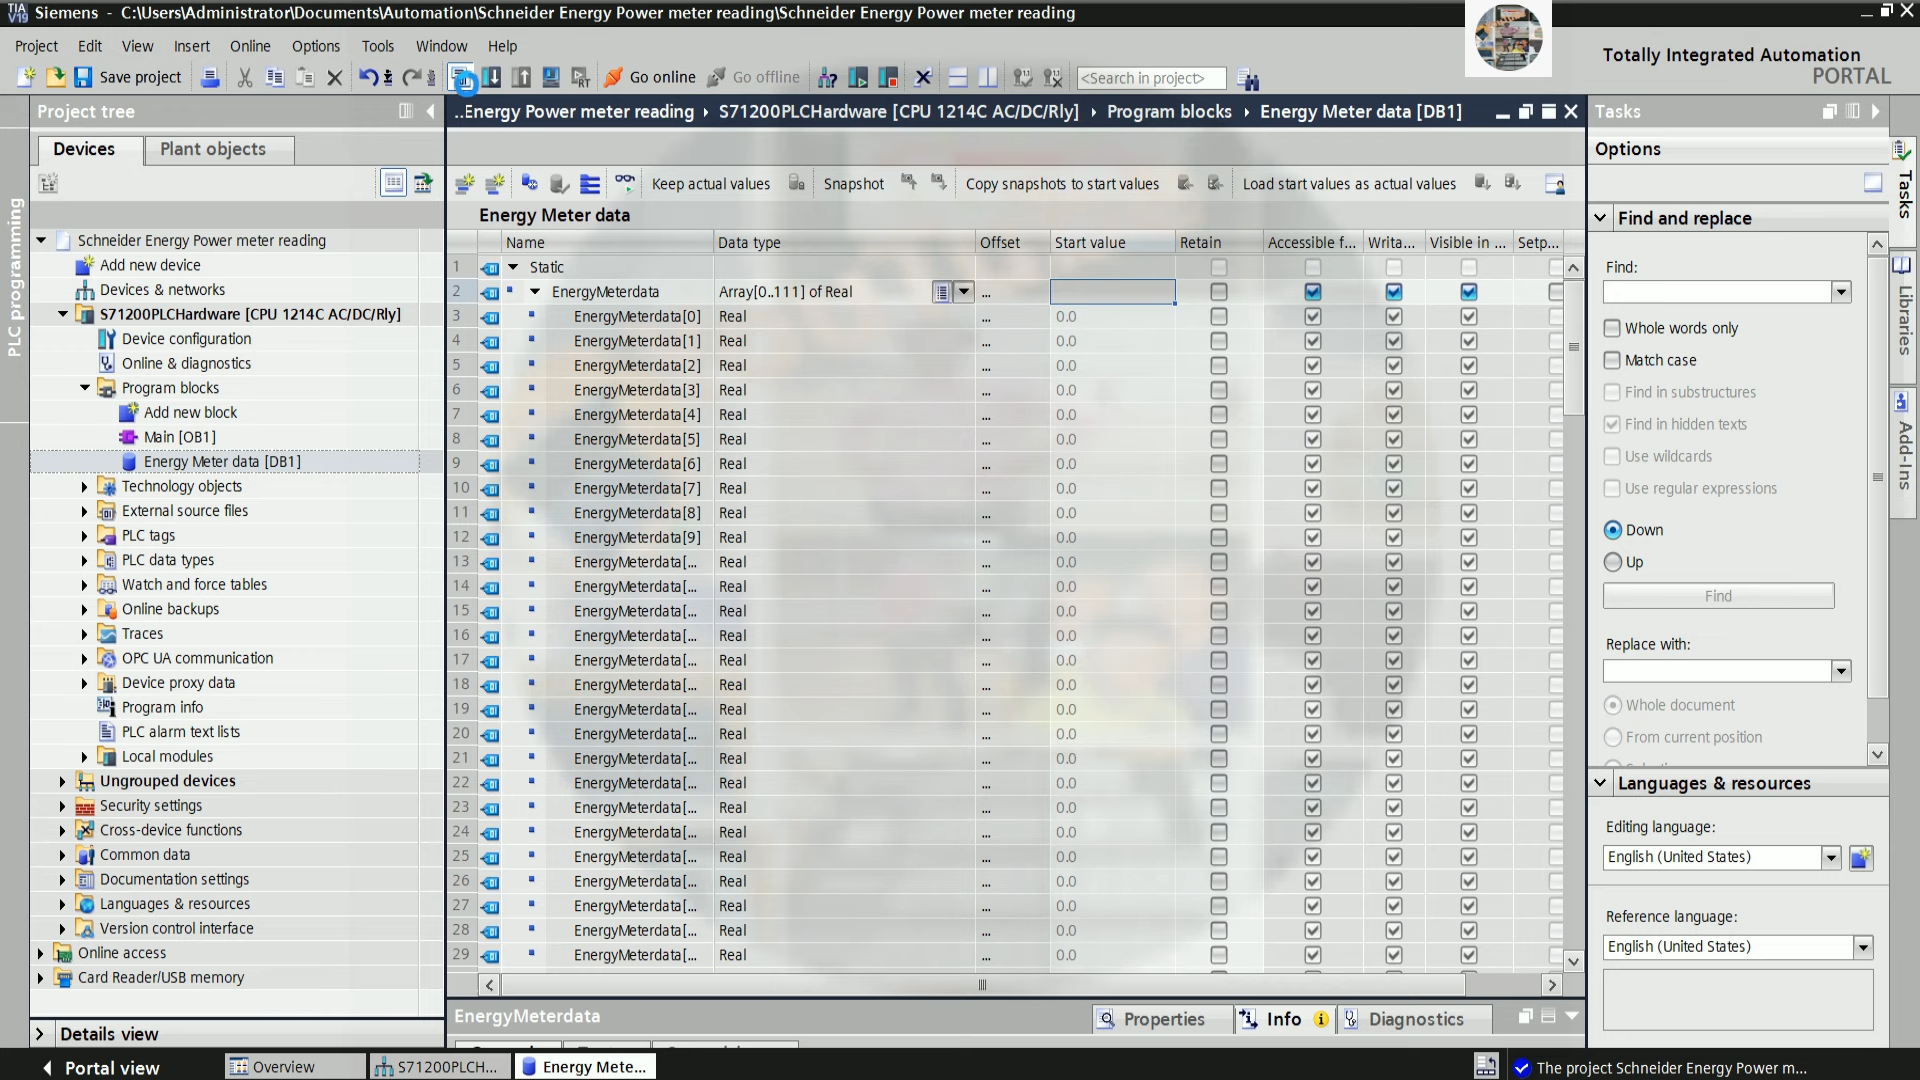 TIA V19 Siemens - C:\Users\Administrator\Documents\Automation\Schneider Energy Power meter reading\Schneider Energy Power meter reading
Project Edit View Insert Online Options Tools Window Help
Totally Integrated Automation
PORTAL
Save project Go online Go offline <Search in project>
Project tree
..Energy Power meter reading › S71200PLCHardware [CPU 1214C AC/DC/Rly] › Program blocks › Energy Meter data [DB1]
Tasks
Devices Plant objects
Options
Keep actual values Snapshot Copy snapshots to start values Load start values as actual values
Energy Meter data
Name Data type Offset Start value Retain Accessible f... Writa... Visible in ... Setp...
1 Static
2 EnergyMeterdata Array[0..111] of Real ...
3 EnergyMeterdata[0] Real ... 0.0
4 EnergyMeterdata[1] Real ... 0.0
5 EnergyMeterdata[2] Real ... 0.0
6 EnergyMeterdata[3] Real ... 0.0
7 EnergyMeterdata[4] Real ... 0.0
8 EnergyMeterdata[5] Real ... 0.0
9 EnergyMeterdata[6] Real ... 0.0
10 EnergyMeterdata[7] Real ... 0.0
11 EnergyMeterdata[8] Real ... 0.0
12 EnergyMeterdata[9] Real ... 0.0
13 EnergyMeterdata[... Real ... 0.0
14 EnergyMeterdata[... Real ... 0.0
15 EnergyMeterdata[... Real ... 0.0
16 EnergyMeterdata[... Real ... 0.0
17 EnergyMeterdata[... Real ... 0.0
18 EnergyMeterdata[... Real ... 0.0
19 EnergyMeterdata[... Real ... 0.0
20 EnergyMeterdata[... Real ... 0.0
21 EnergyMeterdata[... Real ... 0.0
22 EnergyMeterdata[... Real ... 0.0
23 EnergyMeterdata[... Real ... 0.0
24 EnergyMeterdata[... Real ... 0.0
25 EnergyMeterdata[... Real ... 0.0
26 EnergyMeterdata[... Real ... 0.0
27 EnergyMeterdata[... Real ... 0.0
28 EnergyMeterdata[... Real ... 0.0
29 EnergyMeterdata[... Real ... 0.0
PLC programming
Schneider Energy Power meter reading
Add new device
Devices & networks
S71200PLCHardware [CPU 1214C AC/DC/Rly]
Device configuration
Online & diagnostics
Program blocks
Add new block
Main [OB1]
Energy Meter data [DB1]
Technology objects
External source files
PLC tags
PLC data types
Watch and force tables
Online backups
Traces
OPC UA communication
Device proxy data
Program info
PLC alarm text lists
Local modules
Ungrouped devices
Security settings
Cross-device functions
Common data
Documentation settings
Languages & resources
Version control interface
Online access
Card Reader/USB memory
Details view
Find and replace
Find:
Whole words only
Match case
Find in substructures
Find in hidden texts
Use wildcards
Use regular expressions
Down
Up
Find
Replace with:
Whole document
From current position
Languages & resources
Editing language:
English (United States)
Reference language:
English (United States)
Tasks
Libraries
Add-Ins
EnergyMeterdata
Properties Info Diagnostics
Portal view Overview S71200PLCH... Energy Mete...
The project Schneider Energy Power m...